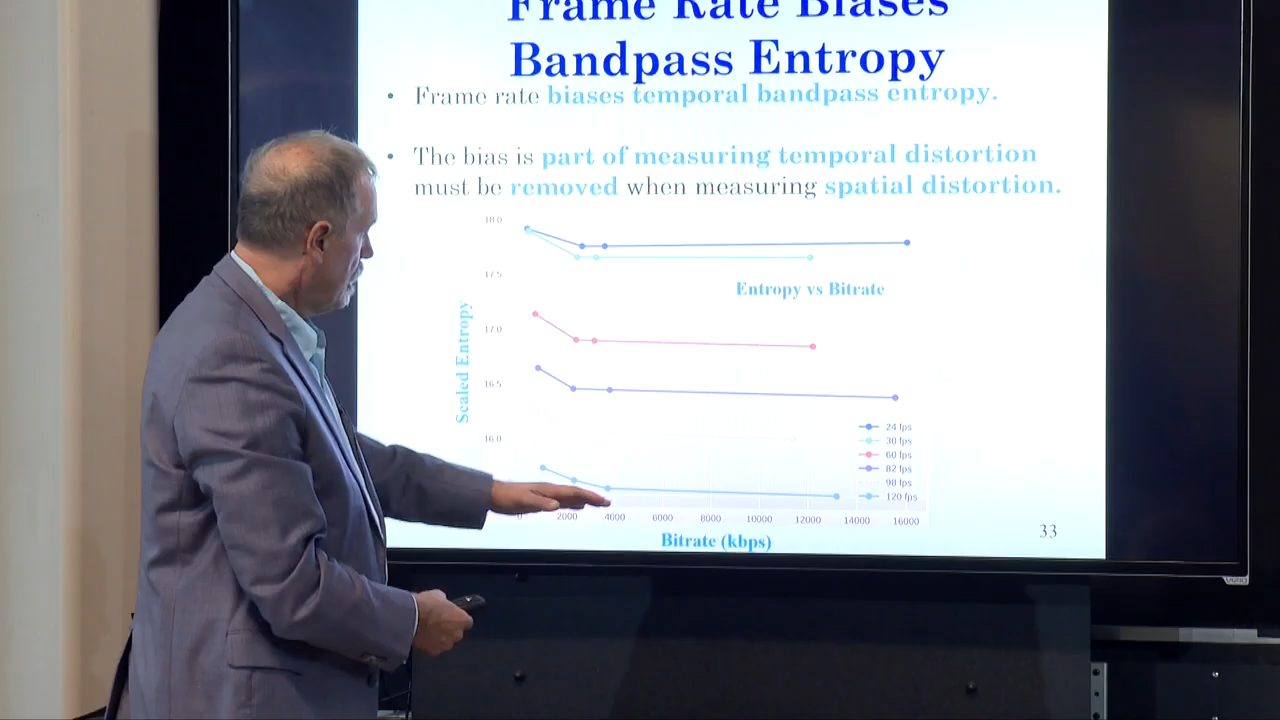 Frame Rate Biases
Bandpass Entropy
• Frame rate biases temporal bandpass entropy.
• The bias is part of measuring temporal distortion
must be removed when measuring spatial distortion.
18.0
17.5
Entropy vs Bitrate
17.0
Scaled Entropy
16.5
16.0
24 fps
30 fps
60 fps
82 fps
98 fps
120 fps
0 2000 4000 6000 8000 10000 12000 14000 16000
Bitrate (kbps)
33